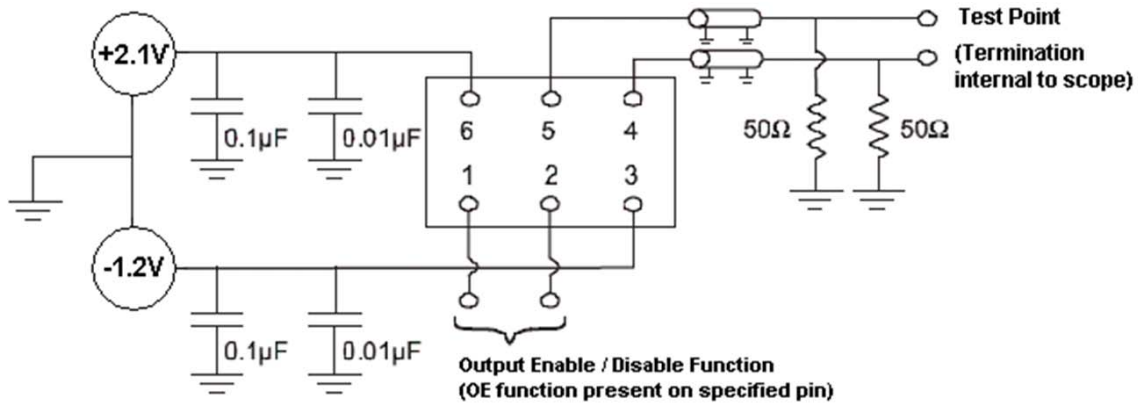 +2.1V
0.1µF
0.01µF
6
5
4
1
2
3
Test Point
(Termination
internal to scope)
50Ω
50Ω
-1.2V
0.1µF
0.01µF
Output Enable / Disable Function
(OE function present on specified pin)